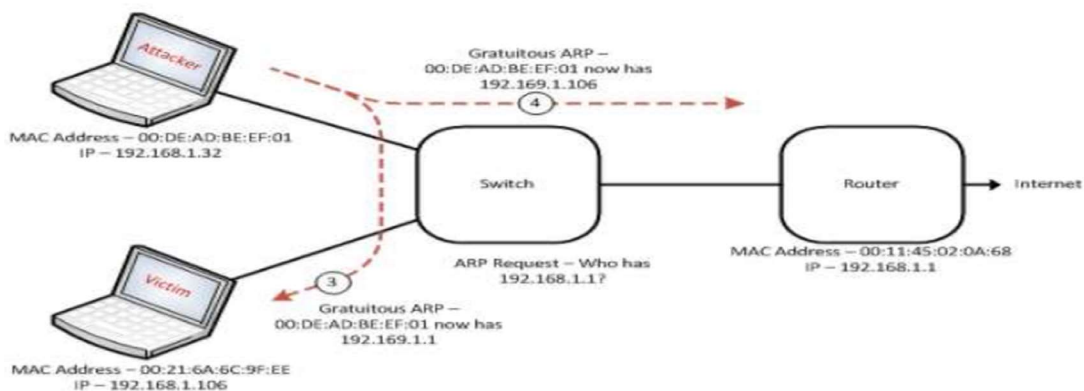 Attacker
Gratuitous ARP –
00:DE:AD:BE:EF:01 now has
192.169.1.106
4
MAC Address – 00:DE:AD:BE:EF:01
IP – 192.168.1.32
Switch
Router
Internet
MAC Address – 00:11:45:02:0A:68
IP – 192.168.1.1
ARP Request – Who has
192.168.1.1?
Victim
3
Gratuitous ARP –
00:DE:AD:BE:EF:01 now has
192.169.1.1
MAC Address – 00:21:6A:6C:9F:EE
IP – 192.168.1.106